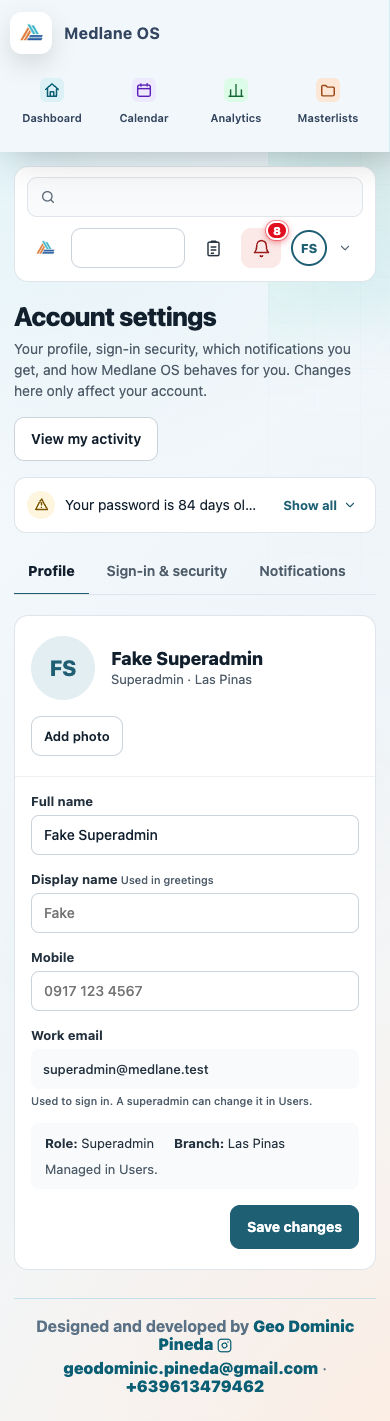 Medlane OS
Dashboard
Calendar
Analytics
Masterlists
8
FS
Account settings
Your profile, sign-in security, which notifications you
get, and how Medlane OS behaves for you. Changes
here only affect your account.
View my activity
Your password is 84 days ol...
Show all
Profile
Sign-in & security
Notifications
FS
Fake Superadmin
Superadmin · Las Pinas
Add photo
Full name
Fake Superadmin
Display name Used in greetings
Fake
Mobile
0917 123 4567
Work email
superadmin@medlane.test
Used to sign in. A superadmin can change it in Users.
Role: Superadmin Branch: Las Pinas
Managed in Users.
Save changes
Designed and developed by Geo Dominic
Pineda
geodominic.pineda@gmail.com ·
+639613479462